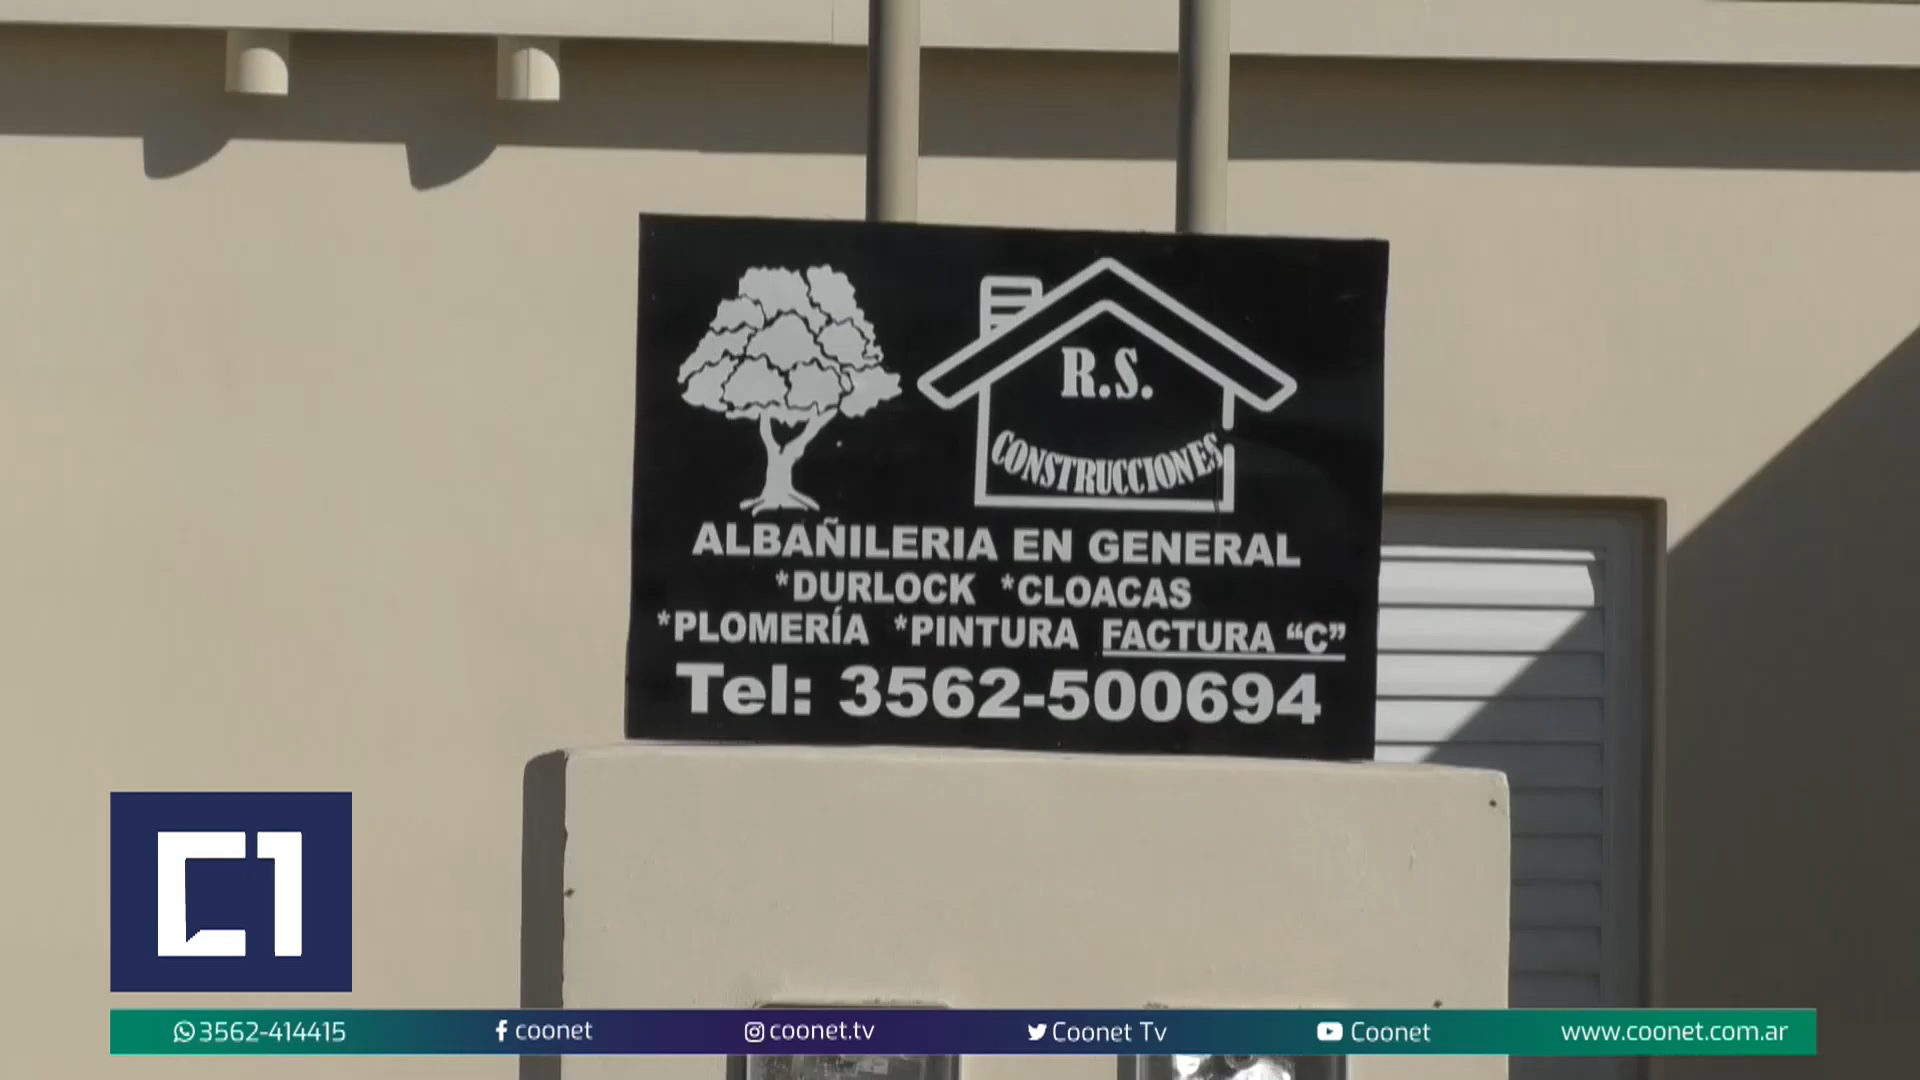 R.S.
CONSTRUCCIONES
ALBAÑILERIA EN GENERAL
*DURLOCK *CLOACAS
*PLOMERÍA *PINTURA FACTURA “C”
Tel: 3562-500694
C1
3562-414415 coonet coonet.tv Coonet Tv Coonet www.coonet.com.ar